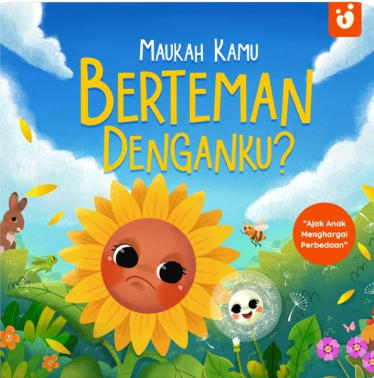 MAUKAH KAMU
BERTEMAN
DENGANKU?
"Ajak Anak
Menghargai
Perbedaan"